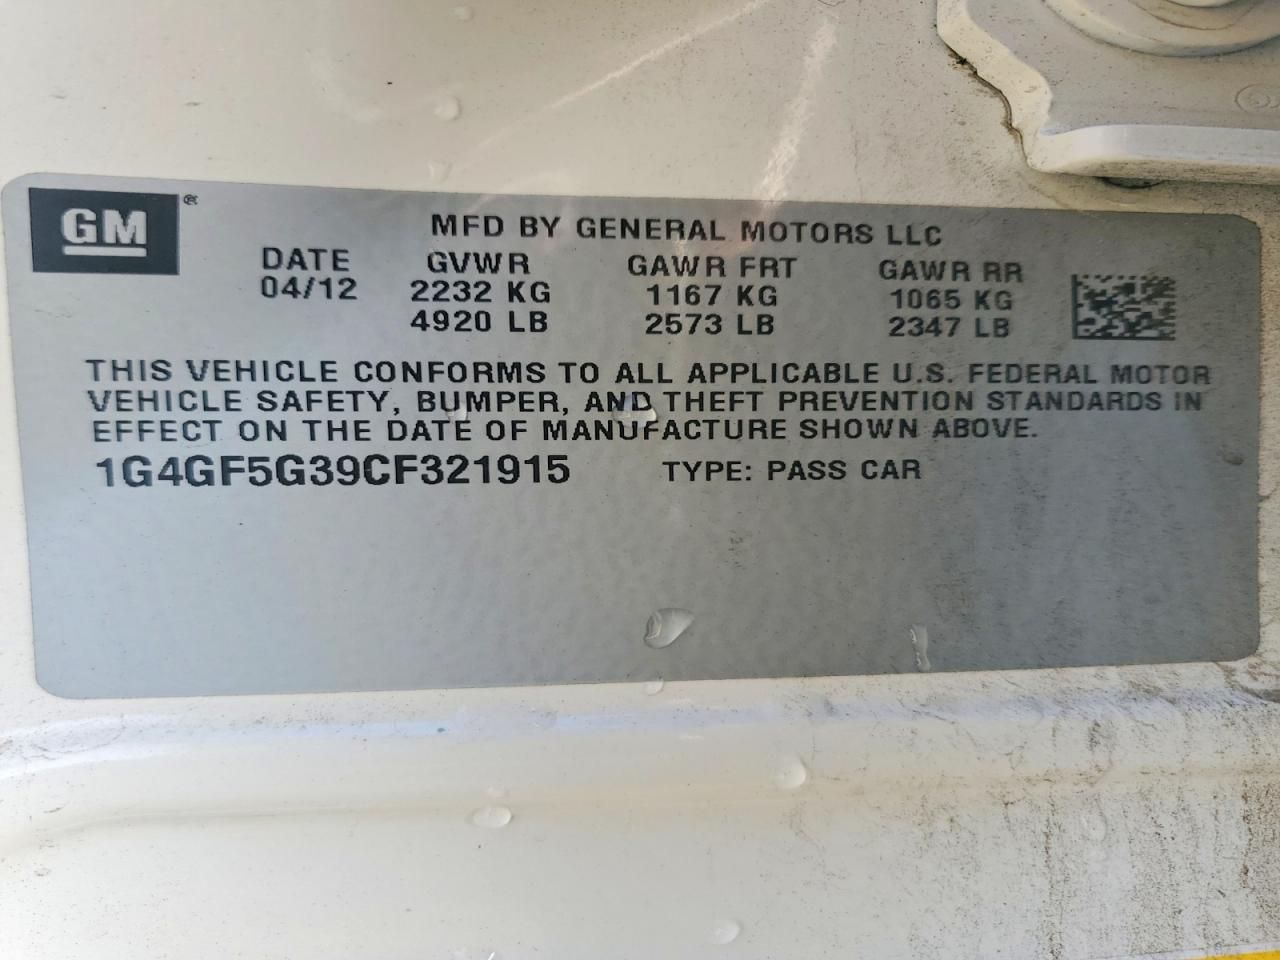 GM ®
MFD BY GENERAL MOTORS LLC
DATE GVWR GAWR FRT GAWR RR
04/12 2232 KG 1167 KG 1065 KG
4920 LB 2573 LB 2347 LB
THIS VEHICLE CONFORMS TO ALL APPLICABLE U.S. FEDERAL MOTOR
VEHICLE SAFETY, BUMPER, AND THEFT PREVENTION STANDARDS IN
EFFECT ON THE DATE OF MANUFACTURE SHOWN ABOVE.
1G4GF5G39CF321915 TYPE: PASS CAR